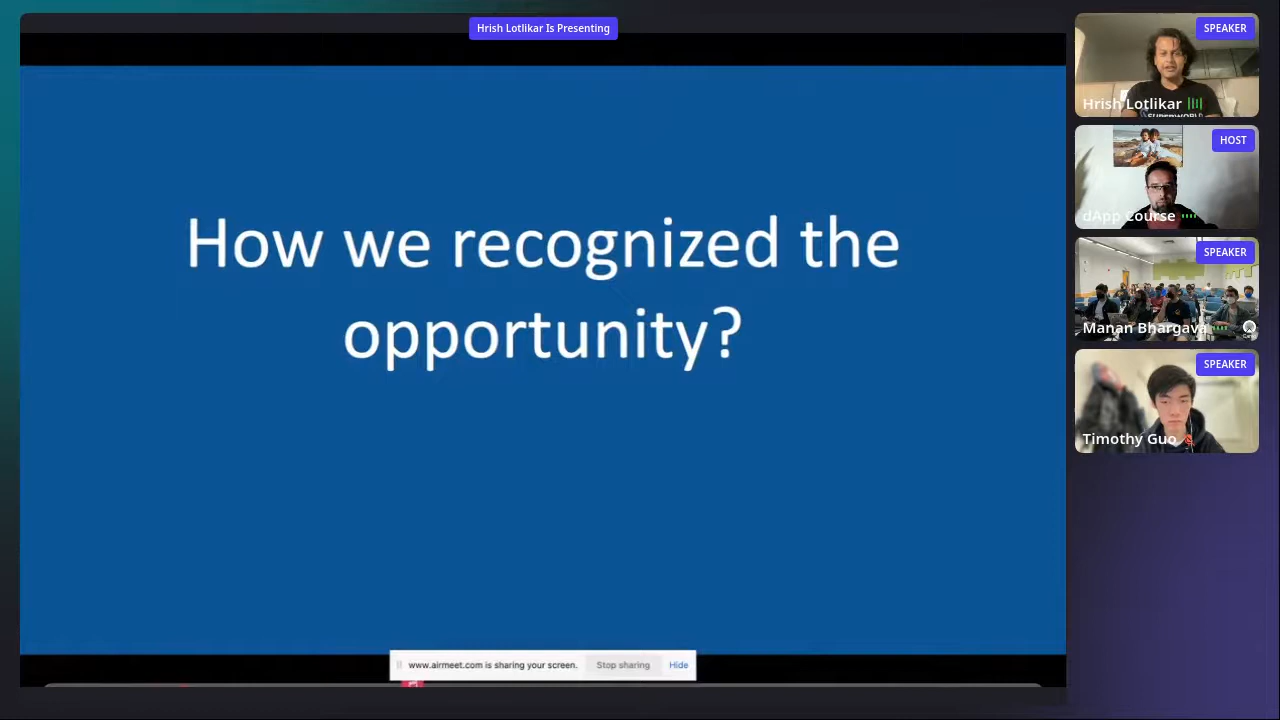 Hrish Lotlikar Is Presenting
How we recognized the
opportunity?
www.airmeet.com is sharing your screen.
Stop sharing
Hide
SPEAKER
Hrish Lotlikar
SUPERWORLD
HOST
dApp Course
SPEAKER
Manan Bhargava
SPEAKER
Timothy Guo